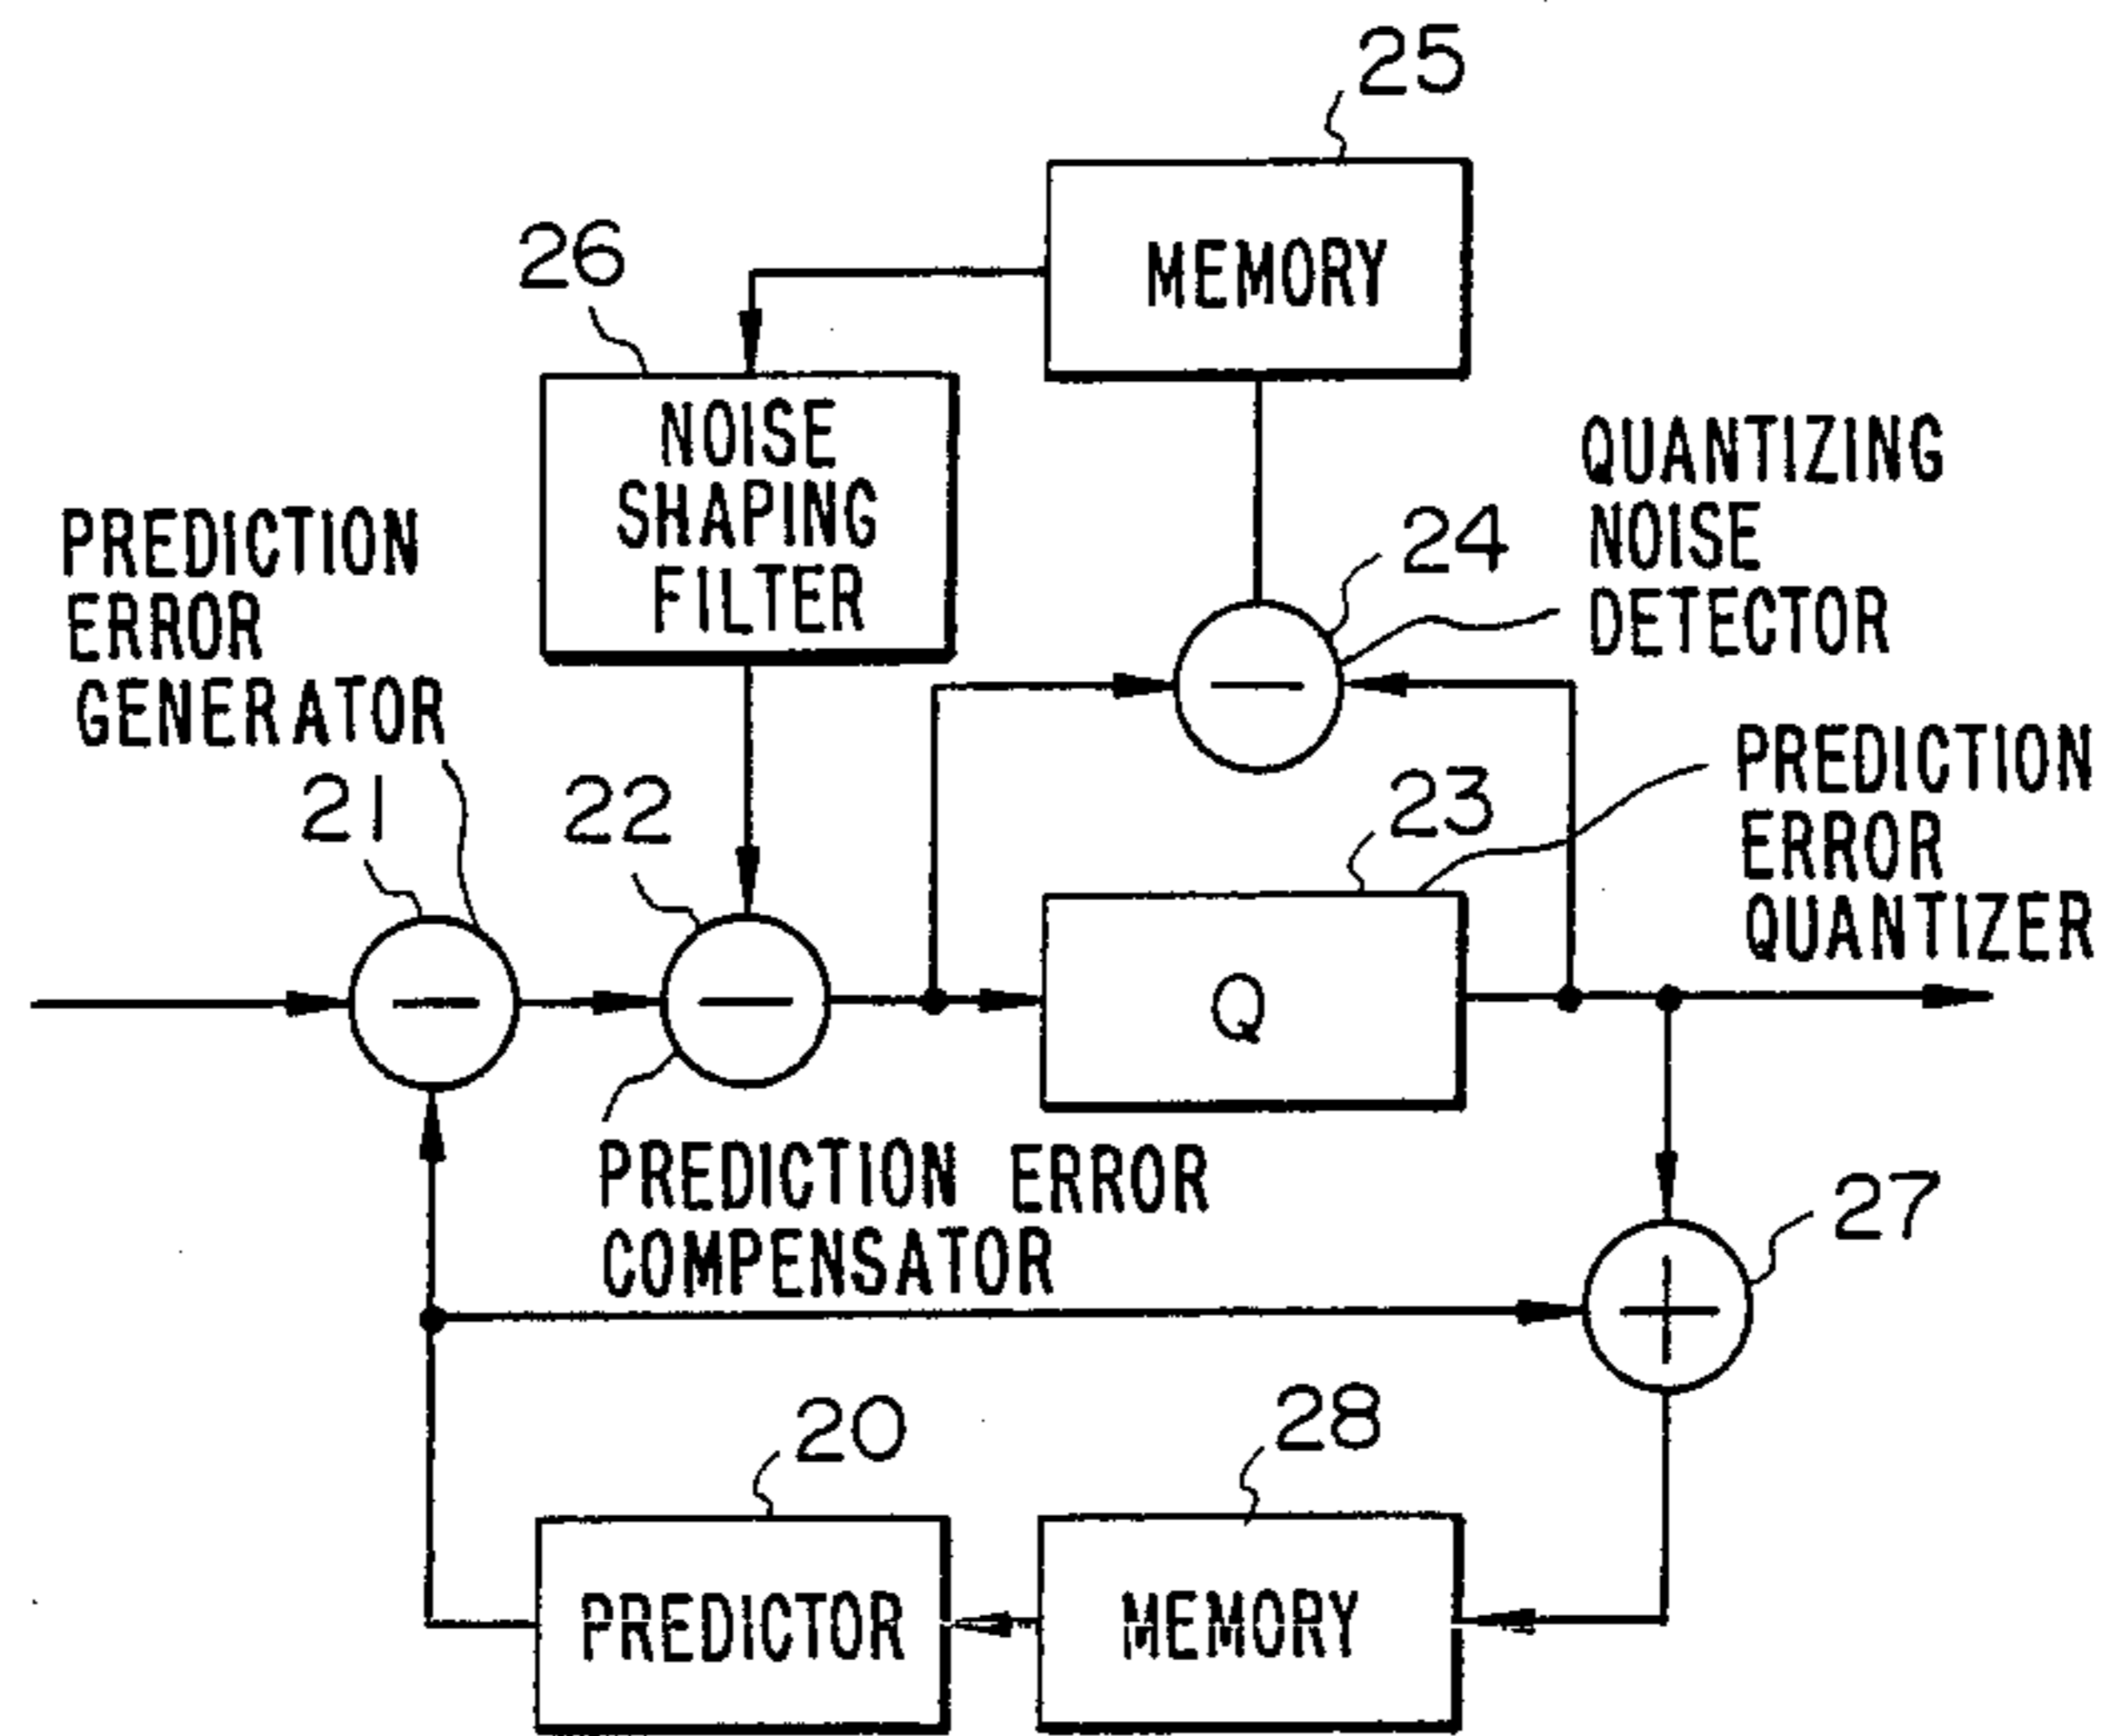 25
MEMORY
26
NOISE
SHAPING
FILTER
QUANTIZING
NOISE
DETECTOR
24
PREDICTION
ERROR
GENERATOR
21
22
23
PREDICTION
ERROR
QUANTIZER
Q
PREDICTION ERROR
COMPENSATOR
27
20
28
PREDICTOR
MEMORY